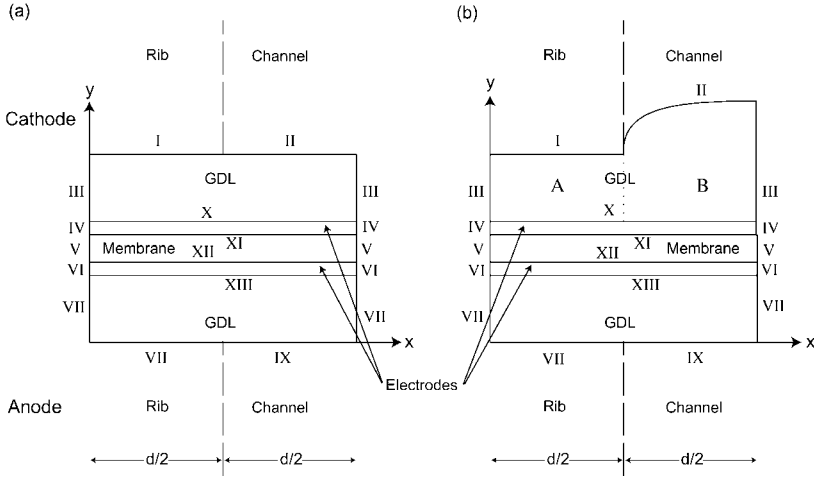 (a)
Rib Channel
y
Cathode
I II
GDL
III III
X
IV IV
XI
V Membrane XII V
VI VI
XIII
VII VII
GDL
x
VII IX
Electrodes
Anode
Rib Channel
d/2 d/2
(b)
Rib Channel
II
y
I
GDL
III A B III
X
IV IV
XI
V XII Membrane V
VI VI
XIII
VII VII
GDL
x
VII IX
Rib Channel
d/2 d/2